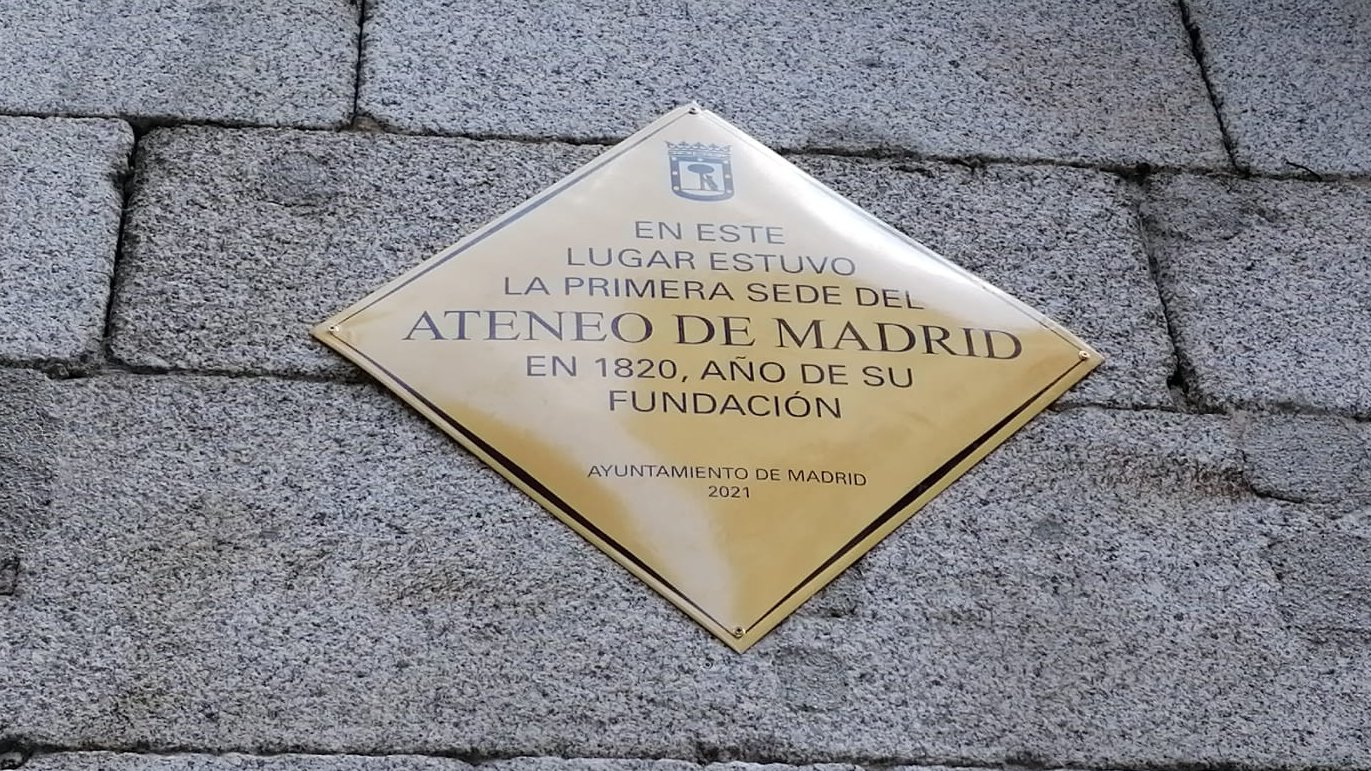 EN ESTE
LUGAR ESTUVO
LA PRIMERA SEDE DEL
ATENEO DE MADRID
EN 1820, AÑO DE SU
FUNDACIÓN
AYUNTAMIENTO DE MADRID
2021